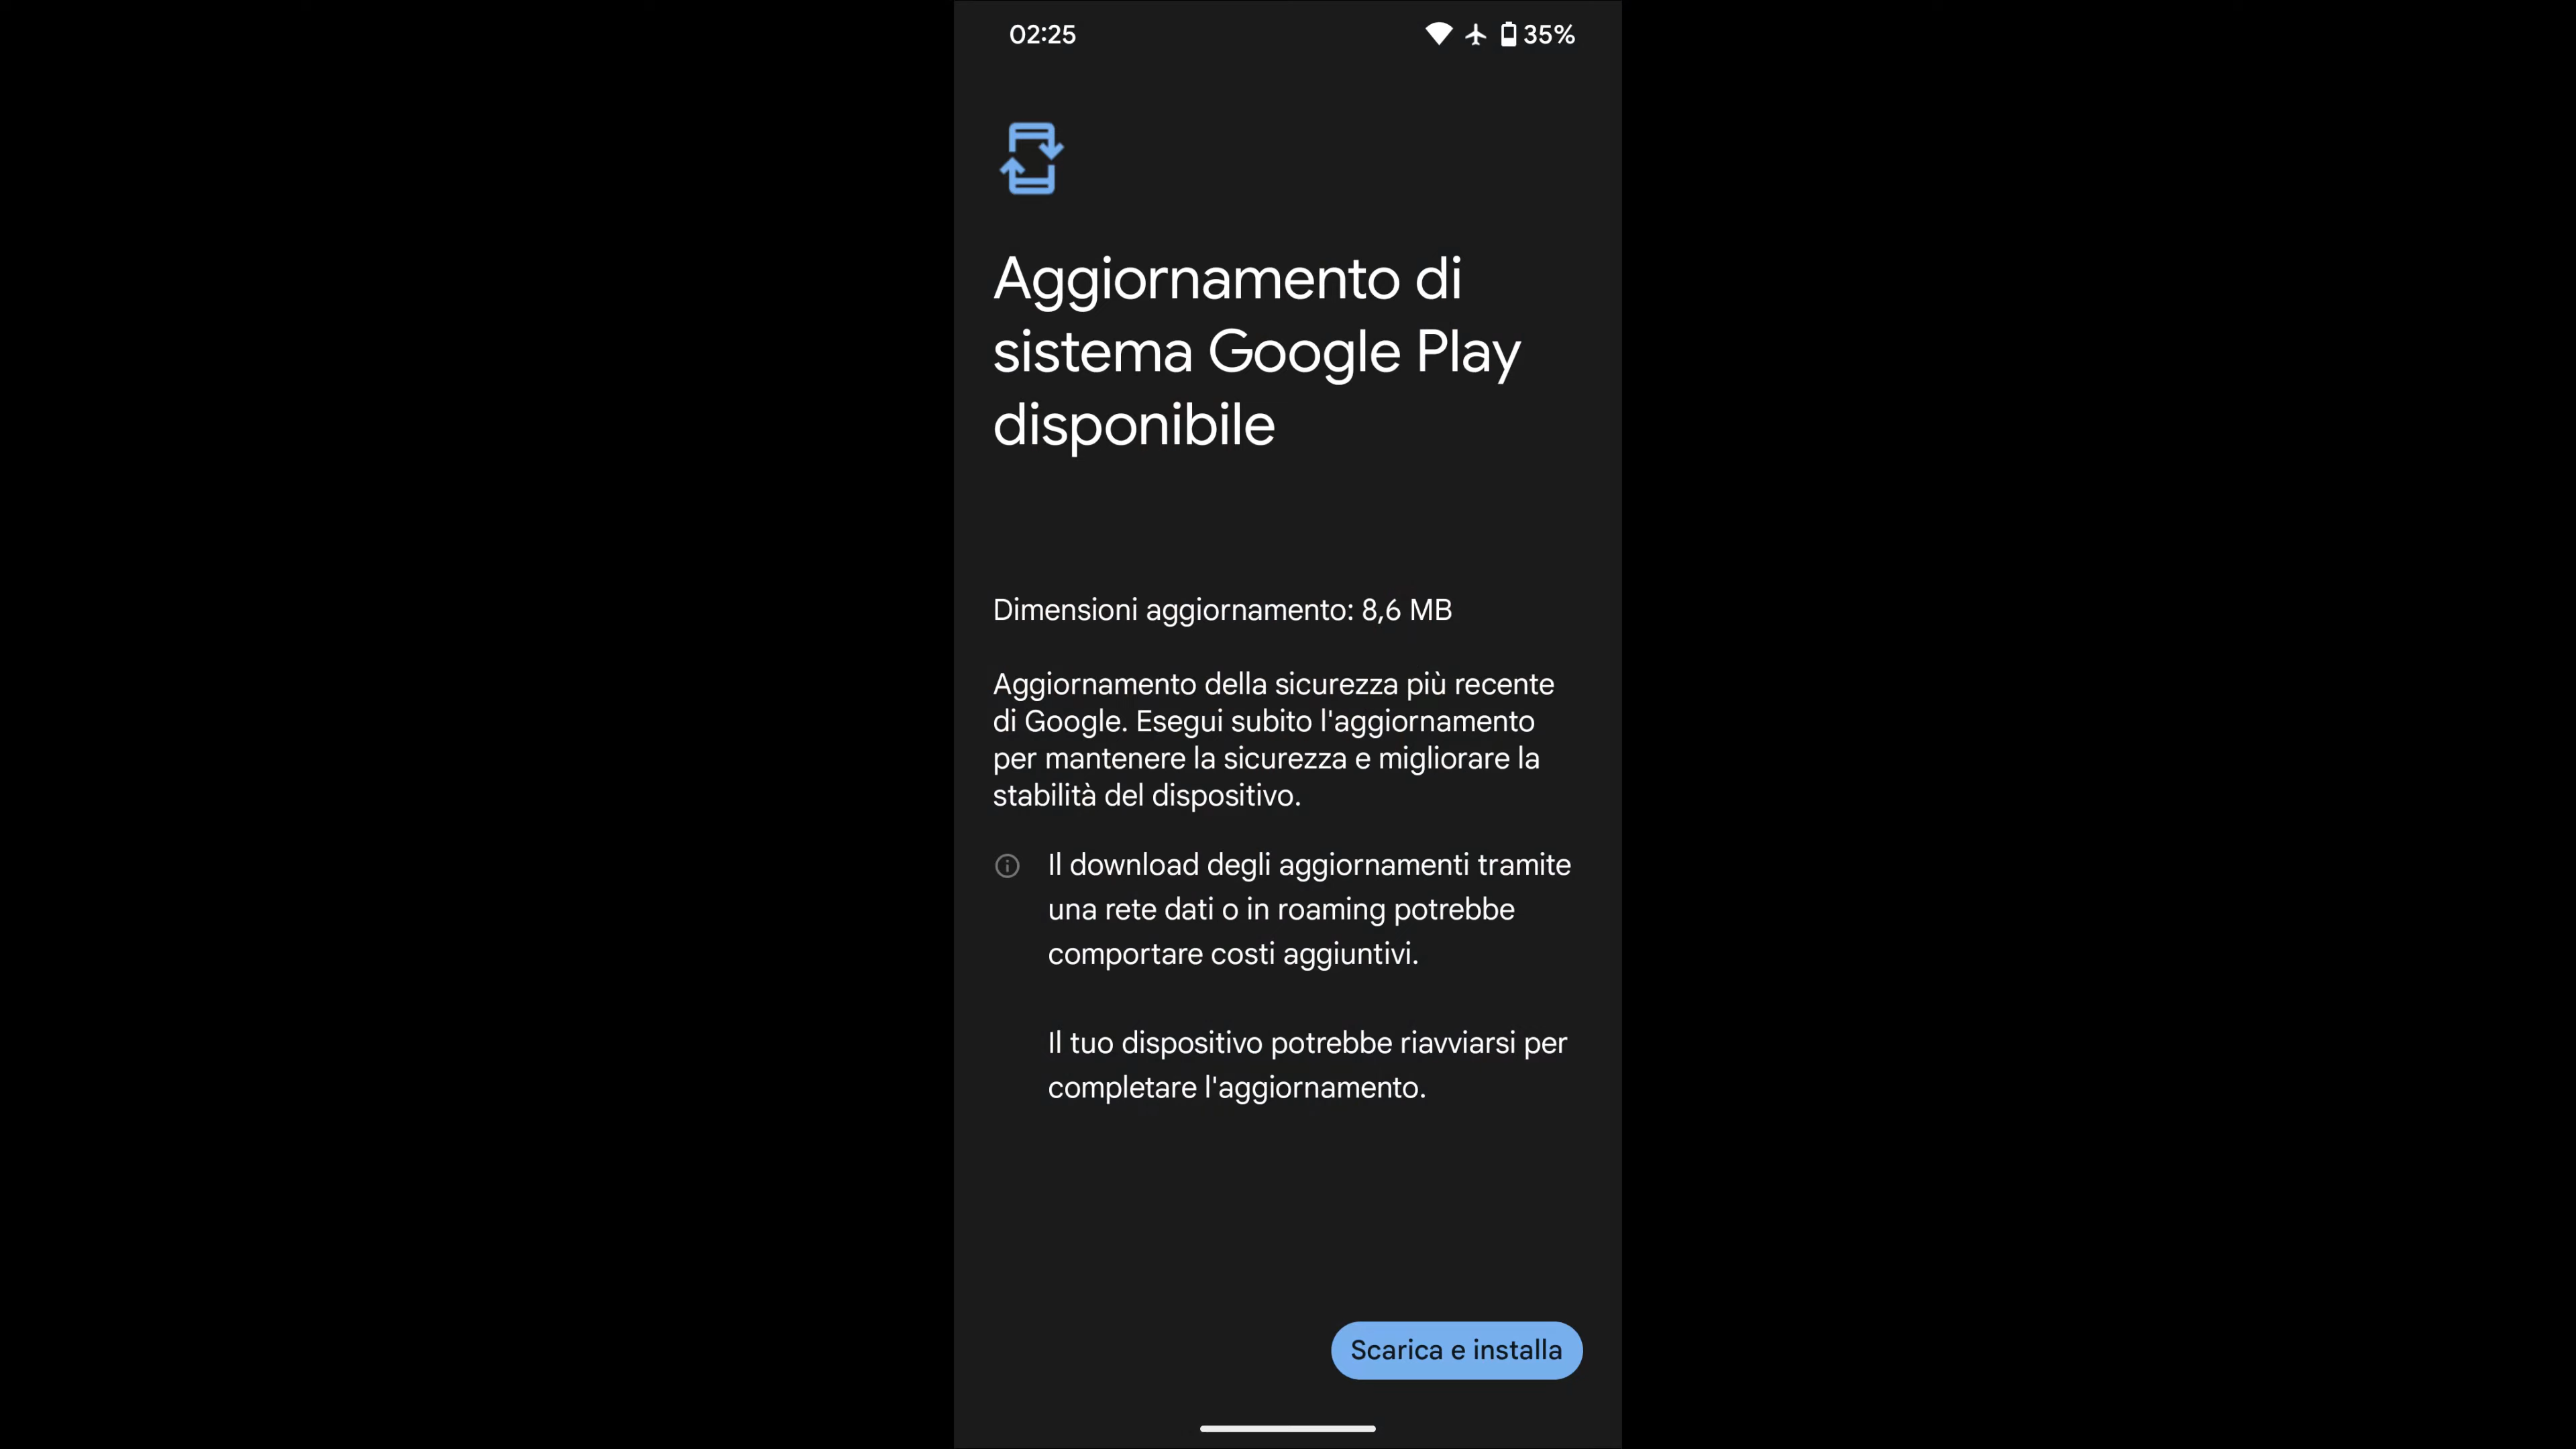 02:25
35%
Aggiornamento di
sistema Google Play
disponibile
Dimensioni aggiornamento: 8,6 MB
Aggiornamento della sicurezza più recente
di Google. Esegui subito l'aggiornamento
per mantenere la sicurezza e migliorare la
stabilità del dispositivo.
Il download degli aggiornamenti tramite
una rete dati o in roaming potrebbe
comportare costi aggiuntivi.
Il tuo dispositivo potrebbe riavviarsi per
completare l'aggiornamento.
Scarica e installa